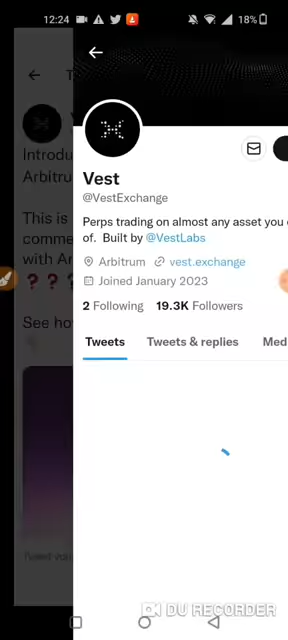 12:24
18%
T
Introdu
Arbitru
This is
comme
with Ar
❓❓❓
See how
Vest
@VestExchange
Perps trading on almost any asset you c
of. Built by @VestLabs
Arbitrum vest.exchange
Joined January 2023
2 Following 19.3K Followers
Tweets Tweets & replies Med
DU RECORDER